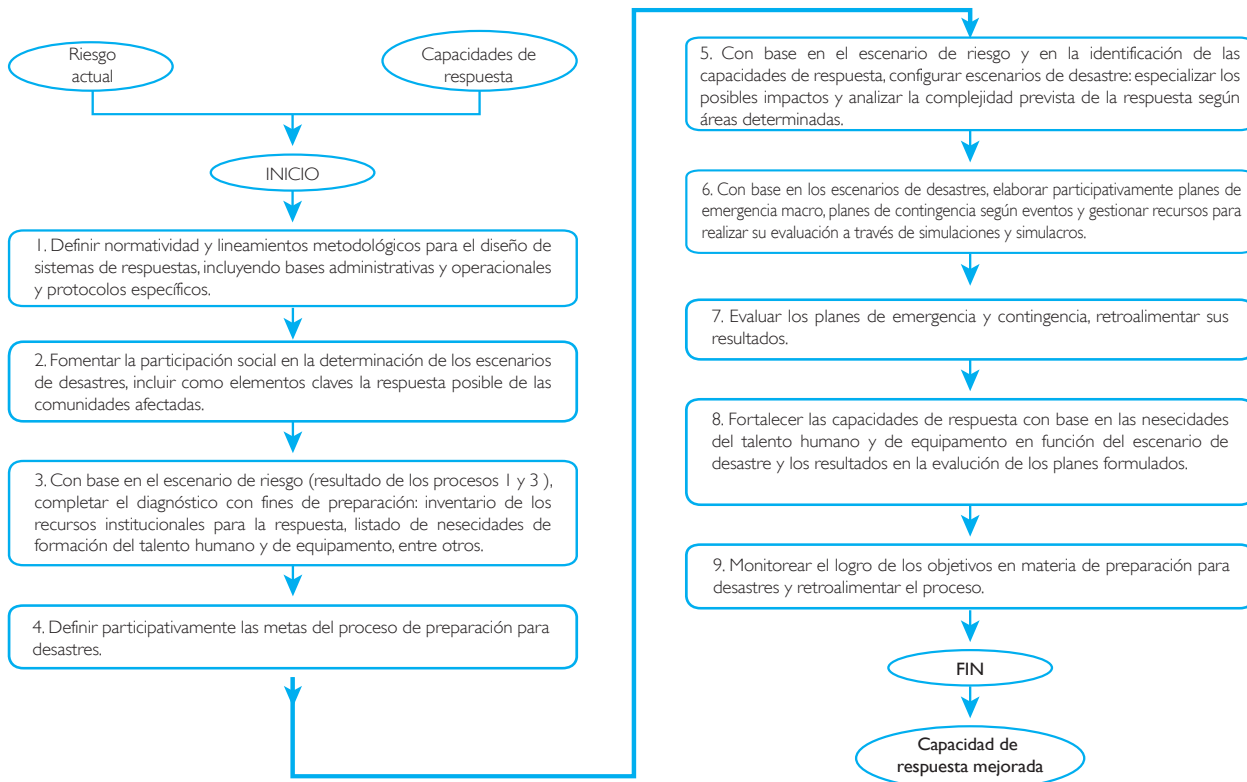 Riesgo
actual
Capacidades de
respuesta
INICIO
1. Definir normatividad y lineamientos metodológicos para el diseño de
sistemas de respuestas, incluyendo bases administrativas y operacionales
y protocolos específicos.
2. Fomentar la participación social en la determinación de los escenarios
de desastres, incluir como elementos claves la respuesta posible de las
comunidades afectadas.
3. Con base en el escenario de riesgo (resultado de los procesos 1 y 3 ),
completar el diagnóstico con fines de preparación: inventario de los
recursos institucionales para la respuesta, listado de nesecidades de
formación del talento humano y de equipamento, entre otros.
4. Definir participativamente las metas del proceso de preparación para
desastres.
5. Con base en el escenario de riesgo y en la identificación de las
capacidades de respuesta, configurar escenarios de desastre: especializar los
posibles impactos y analizar la complejidad prevista de la respuesta según
áreas determinadas.
6. Con base en los escenarios de desastres, elaborar participativamente planes de
emergencia macro, planes de contingencia según eventos y gestionar recursos para
realizar su evaluación a través de simulaciones y simulacros.
7. Evaluar los planes de emergencia y contingencia, retroalimentar sus
resultados.
8. Fortalecer las capacidades de respuesta con base en las nesecidades
del talento humano y de equipamento en función del escenario de
desastre y los resultados en la evalución de los planes formulados.
9. Monitorear el logro de los objetivos en materia de preparación para
desastres y retroalimentar el proceso.
FIN
Capacidad de
respuesta mejorada